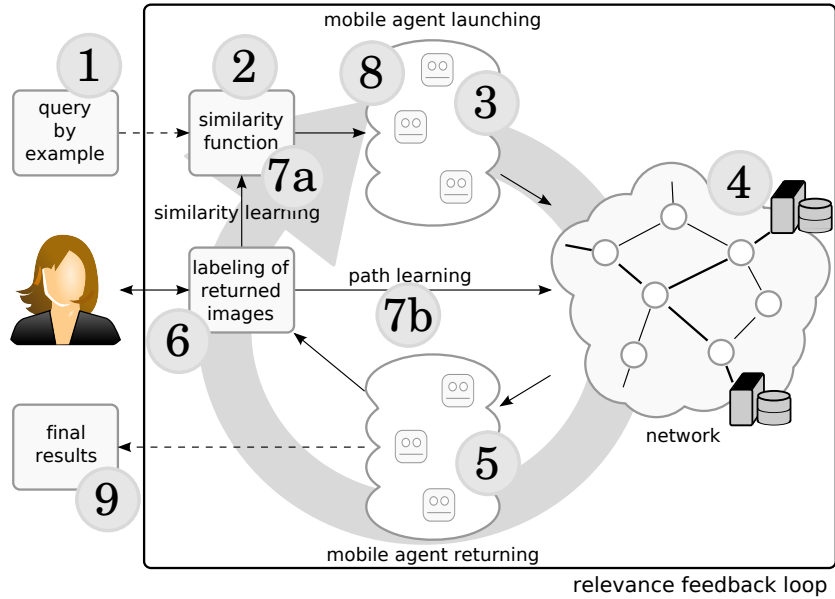 mobile agent launching
1
2
8
3
query
by
example
similarity
function
7a
4
similarity learning
labeling of
returned
images
path learning
7b
6
final
results
9
5
network
mobile agent returning
relevance feedback loop